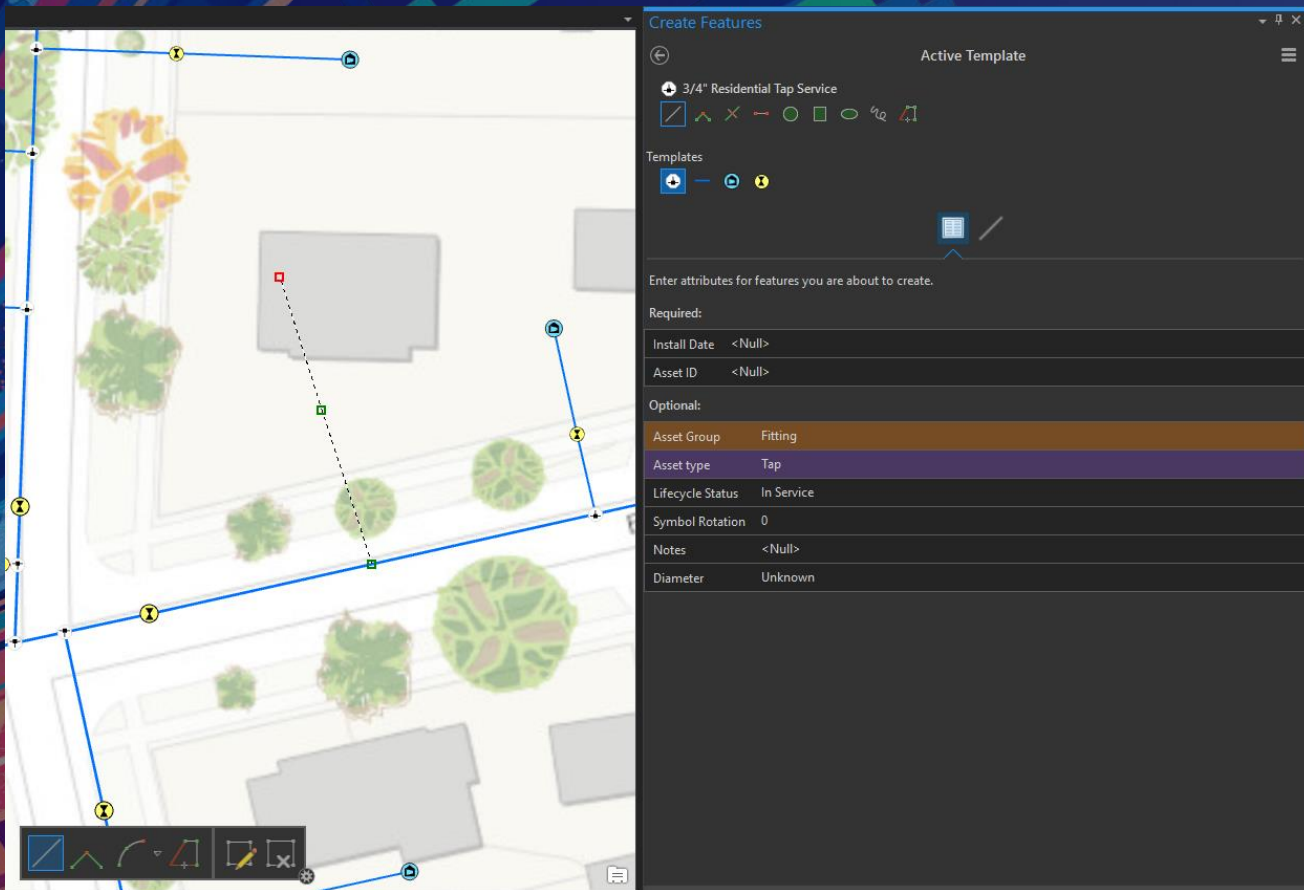 Create Features
Active Template
3/4" Residential Tap Service
Templates
Enter attributes for features you are about to create.
Required:
Install Date <Null>
Asset ID <Null>
Optional:
Asset Group Fitting
Asset type Tap
Lifecycle Status In Service
Symbol Rotation 0
Notes <Null>
Diameter Unknown